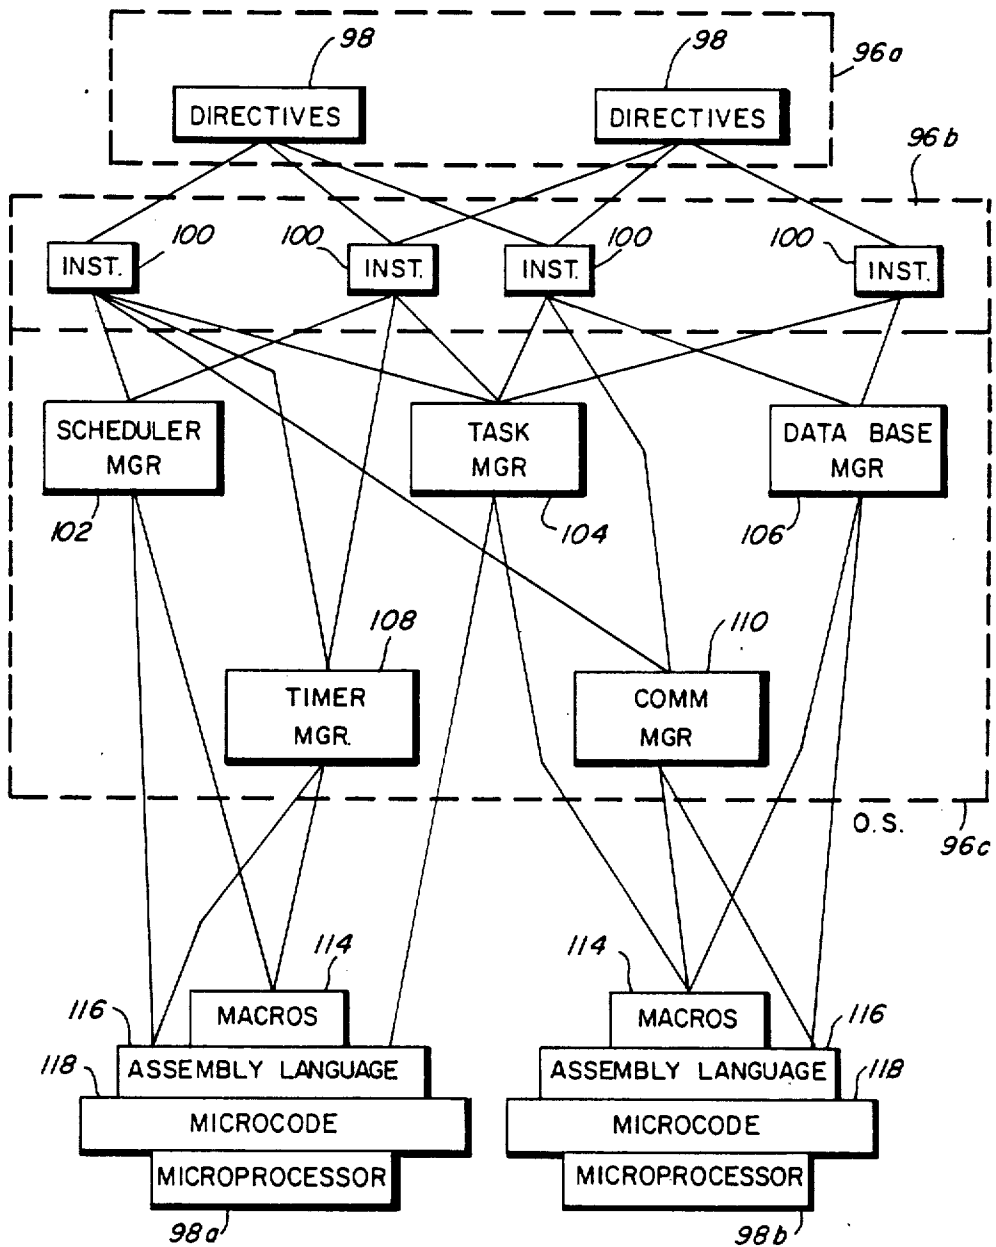 98
98
96a
DIRECTIVES
DIRECTIVES
96b
100
100
100
100
INST.
INST.
INST.
INST.
SCHEDULER
MGR
TASK
MGR
DATA BASE
MGR
102
104
106
108
110
TIMER
MGR.
COMM
MGR
O.S.
96c
114
114
MACROS
MACROS
116
116
ASSEMBLY LANGUAGE
ASSEMBLY LANGUAGE
118
118
MICROCODE
MICROCODE
MICROPROCESSOR
MICROPROCESSOR
98a
98b